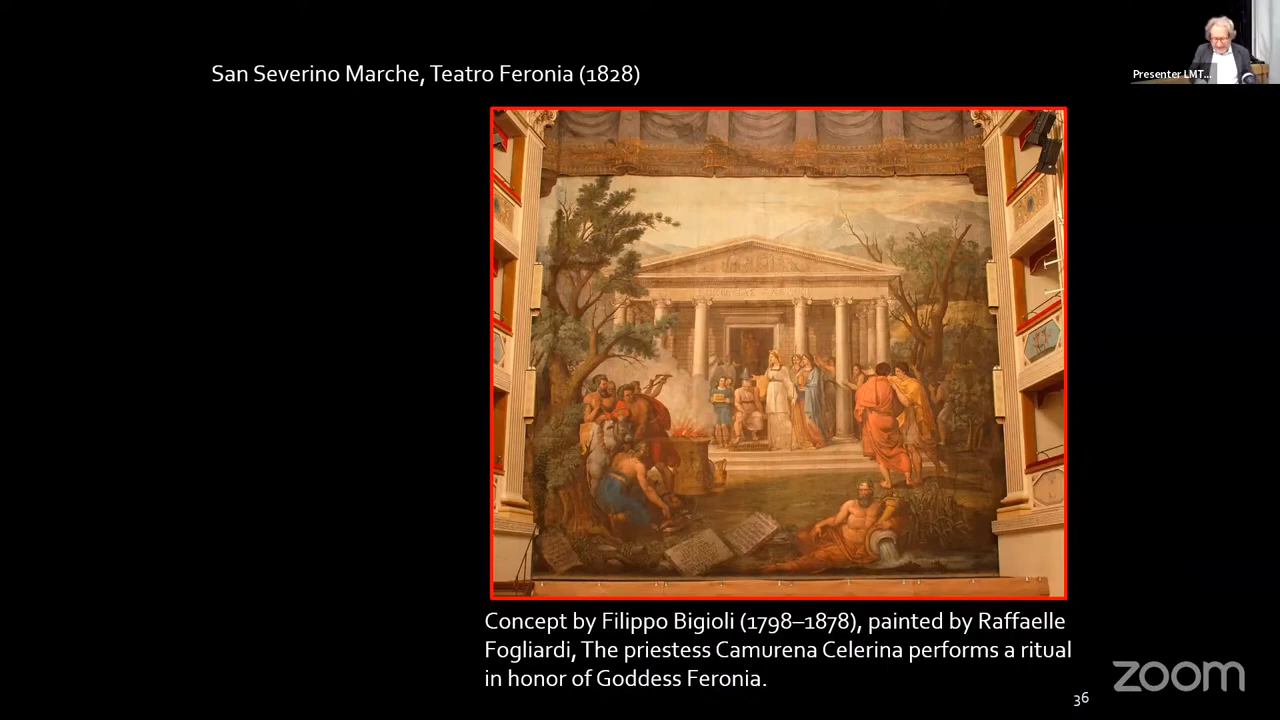 San Severino Marche, Teatro Feronia (1828)
Presenter LMT...
Concept by Filippo Bigioli (1798–1878), painted by Raffaelle
Fogliardi, The priestess Camurena Celerina performs a ritual
in honor of Goddess Feronia.
36
zoom